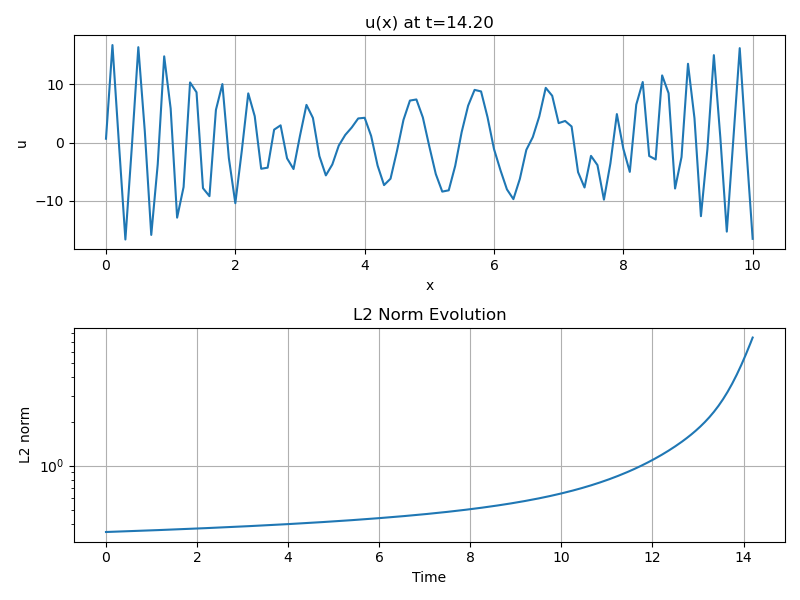 u(x) at t=14.20
10
0
−10
u
0 2 4 6 8 10
x
L2 Norm Evolution
10⁰
L2 norm
0 2 4 6 8 10 12 14
Time